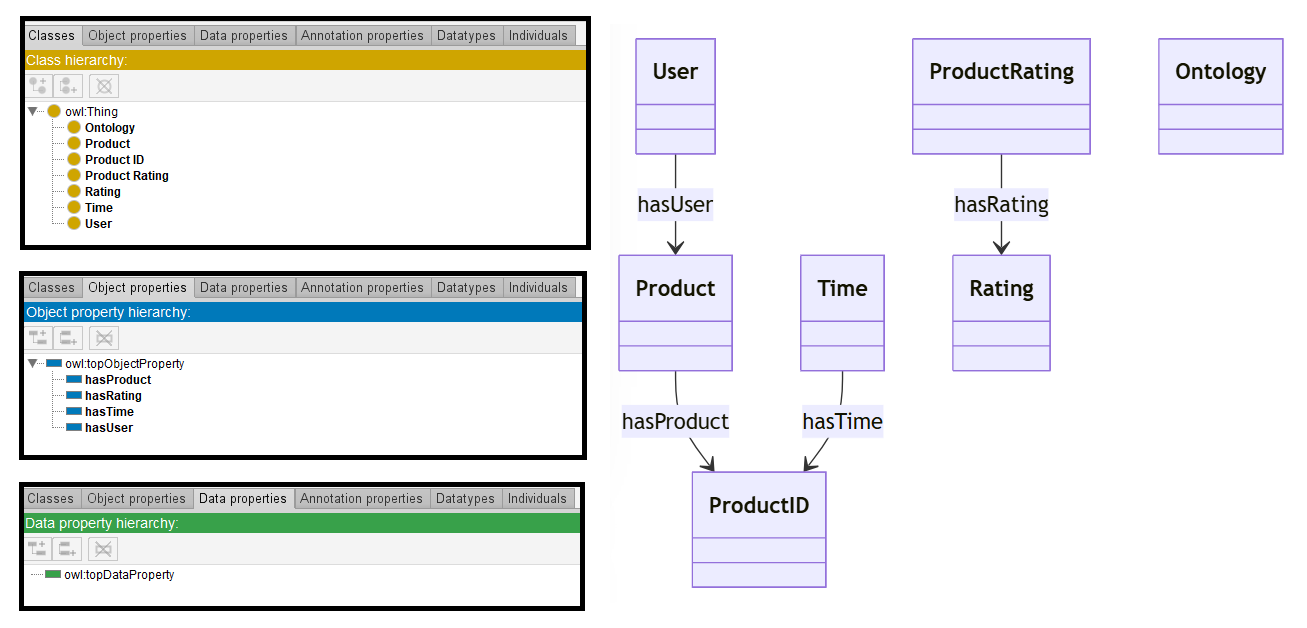 Classes Object properties Data properties Annotation properties Datatypes Individuals
Class hierarchy:
owl:Thing
Ontology
Product
Product ID
Product Rating
Rating
Time
User
Classes Object properties Data properties Annotation properties Datatypes Individuals
Object property hierarchy:
owl:topObjectProperty
hasProduct
hasRating
hasTime
hasUser
Classes Object properties Data properties Annotation properties Datatypes Individuals
Data property hierarchy:
owl:topDataProperty
User ProductRating Ontology
hasUser hasRating
Product Time Rating
hasProduct hasTime
ProductID